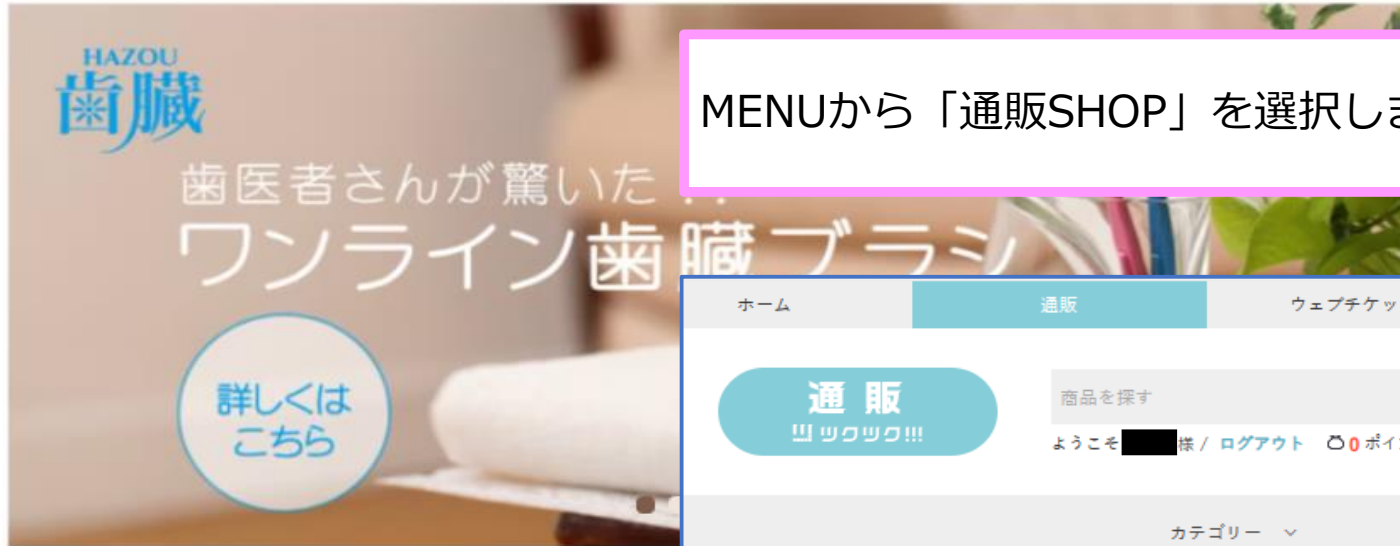 HAZOU
歯臓
MENUから「通販SHOP」を選択しま
歯医者さんが驚いた
ワンライン歯臓ブラシ
詳しくは
こちら
ホーム
通販
ウェブチケッ
通販
ツクツク!!!
商品を探す
ようこそ 様 / ログアウト 0 ポイ
カテゴリー